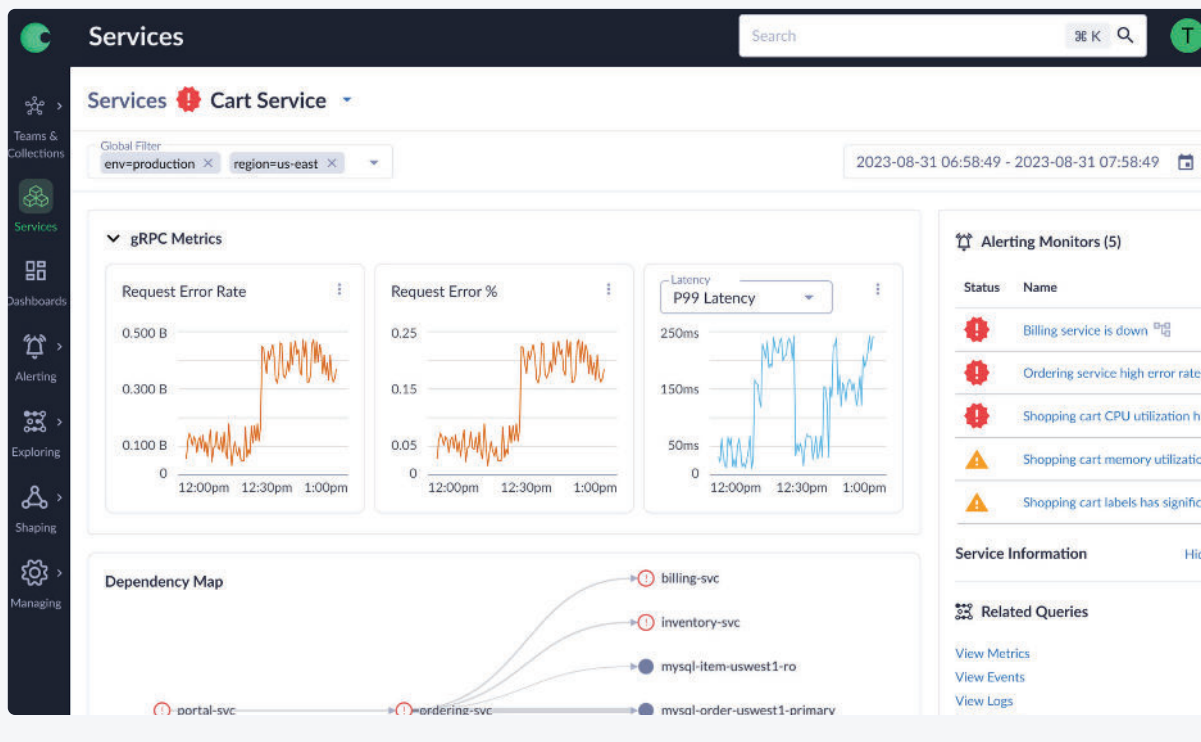 Services
Search
⌘ K
T
Teams &
Collections
Services
Dashboards
Alerting
Exploring
Shaping
Managing
Services Cart Service
Global Filter
env=production × region=us-east ×
2023-08-31 06:58:49 - 2023-08-31 07:58:49
gRPC Metrics
Request Error Rate
0.500 B
0.300 B
0.100 B
0
12:00pm 12:30pm 1:00pm
Request Error %
0.25
0.15
0.05
0
12:00pm 12:30pm 1:00pm
Latency
P99 Latency
250ms
150ms
50ms
0
12:00pm 12:30pm 1:00pm
Alerting Monitors (5)
Status Name
Billing service is down
Ordering service high error rate
Shopping cart CPU utilization h
Shopping cart memory utilizatio
Shopping cart labels has signific
Service Information Hid
Related Queries
View Metrics
View Events
View Logs
Dependency Map
billing-svc
inventory-svc
mysql-item-uswest1-ro
portal-svc ordering-svc mysql-order-uswest1-primary